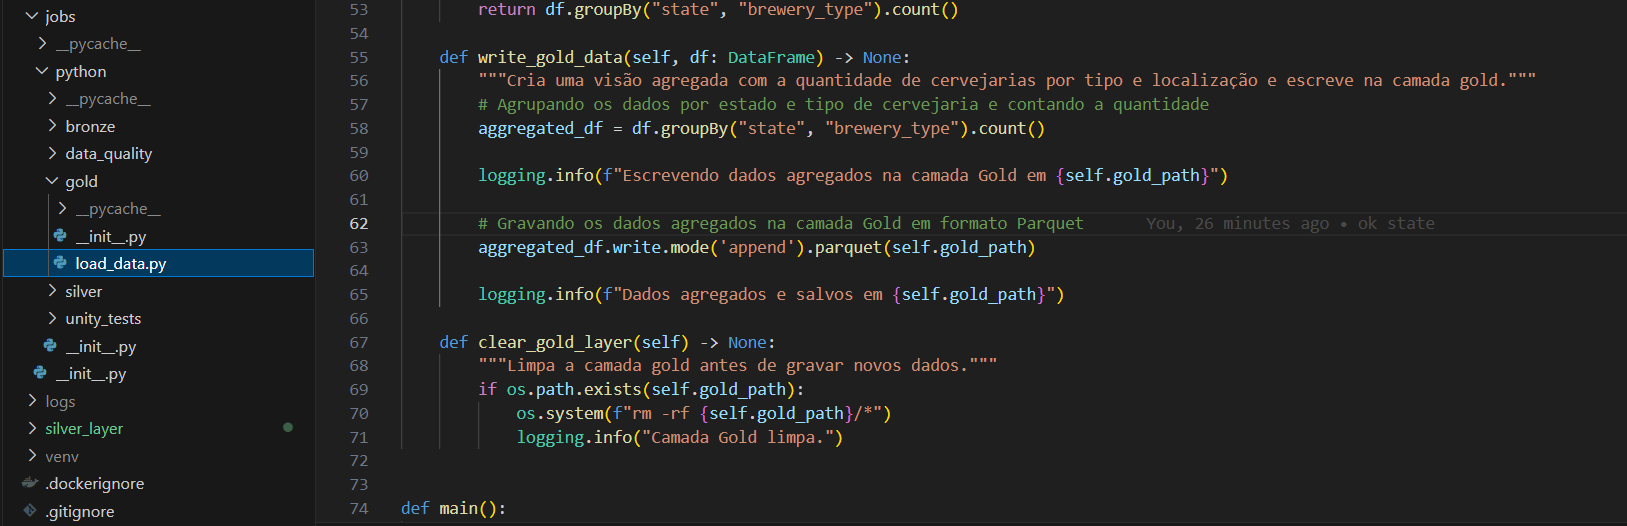 jobs
__pycache__
python
__pycache__
bronze
data_quality
gold
__pycache__
__init__.py
load_data.py
silver
unity_tests
__init__.py
__init__.py
logs
silver_layer
venv
.dockerignore
.gitignore
53 return df.groupBy("state", "brewery_type").count()
54
55 def write_gold_data(self, df: DataFrame) -> None:
56 """Cria uma visão agregada com a quantidade de cervejarias por tipo e localização e escreve na camada gold."""
57 # Agrupando os dados por estado e tipo de cervejaria e contando a quantidade
58 aggregated_df = df.groupBy("state", "brewery_type").count()
59
60 logging.info(f"Escrevendo dados agregados na camada Gold em {self.gold_path}")
61
62 # Gravando os dados agregados na camada Gold em formato Parquet You, 26 minutes ago • ok state
63 aggregated_df.write.mode('append').parquet(self.gold_path)
64
65 logging.info(f"Dados agregados e salvos em {self.gold_path}")
66
67 def clear_gold_layer(self) -> None:
68 """Limpa a camada gold antes de gravar novos dados."""
69 if os.path.exists(self.gold_path):
70 os.system(f"rm -rf {self.gold_path}/*")
71 logging.info("Camada Gold limpa.")
72
73
74 def main():